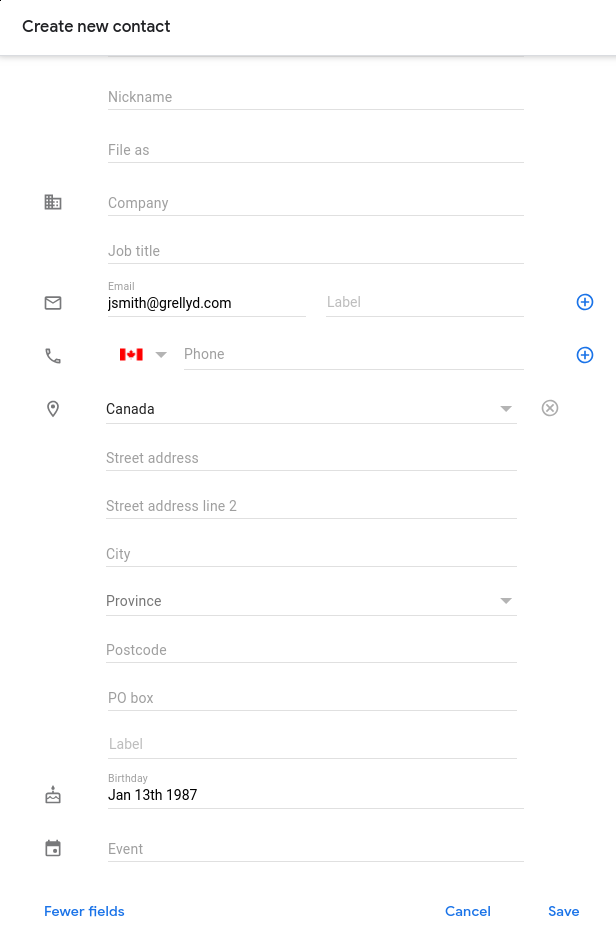 Create new contact
Nickname
File as
Company
Job title
Email
jsmith@grellyd.com
Label
Phone
Canada
Street address
Street address line 2
City
Province
Postcode
PO box
Label
Birthday
Jan 13th 1987
Event
Fewer fields
Cancel
Save